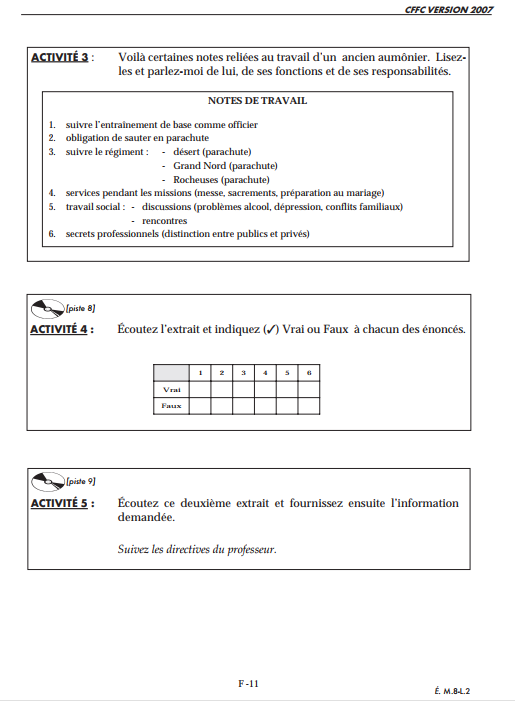 CFFC VERSION 2007
ACTIVITÉ 3 : Voilà certaines notes reliées au travail d'un ancien aumônier. Lisez-
les et parlez-moi de lui, de ses fonctions et de ses responsabilités.
NOTES DE TRAVAIL
1. suivre l'entraînement de base comme officier
2. obligation de sauter en parachute
3. suivre le régiment : - désert (parachute)
- Grand Nord (parachute)
- Rocheuses (parachute)
4. services pendant les missions (messe, sacrements, préparation au mariage)
5. travail social : - discussions (problèmes alcool, dépression, conflits familiaux)
- rencontres
6. secrets professionnels (distinction entre publics et privés)
[piste 8]
ACTIVITÉ 4 : Écoutez l'extrait et indiquez (✓) Vrai ou Faux à chacun des énoncés.
1 2 3 4 5 6
Vrai
Faux
[piste 9]
ACTIVITÉ 5 : Écoutez ce deuxième extrait et fournissez ensuite l'information
demandée.
Suivez les directives du professeur.
F-11
É. M.8-L.2